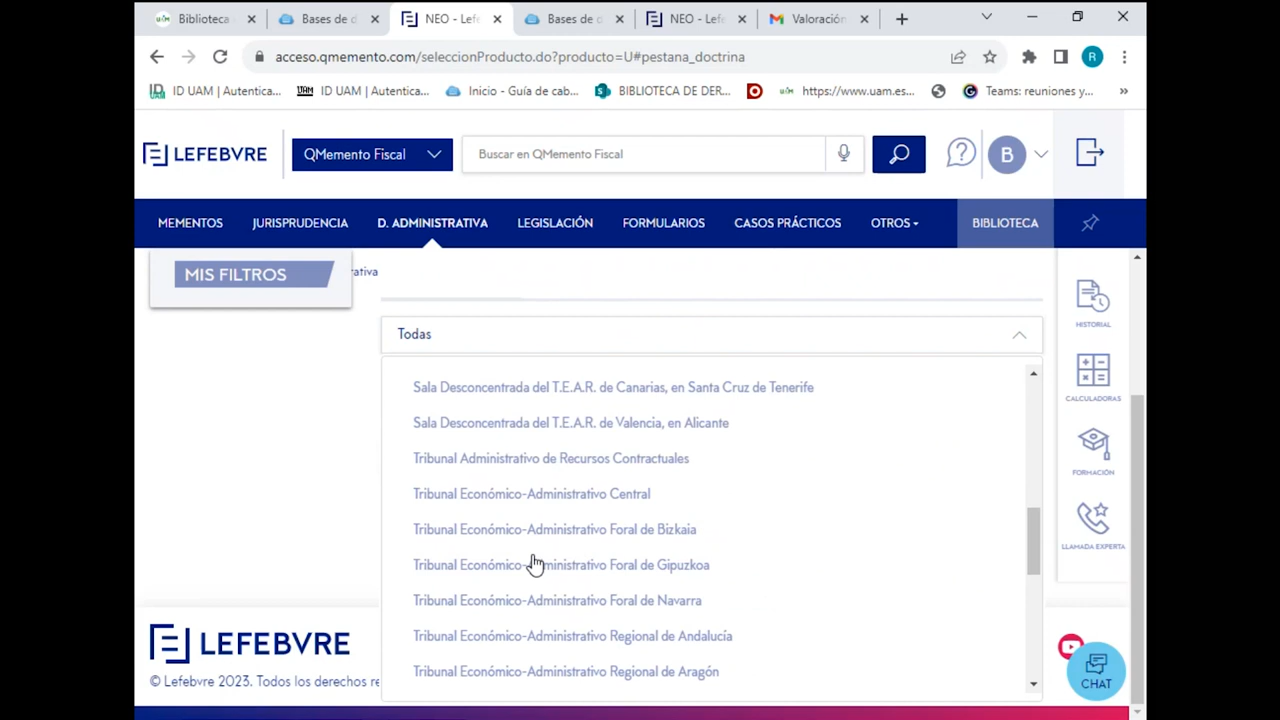 Biblioteca
Bases de d
NEO - Lefe
Bases de d
NEO - Lefe
Valoración
acceso.qmemento.com/seleccionProducto.do?producto=U#pestana_doctrina
R
ID UAM | Autentica...
ID UAM | Autentica...
Inicio - Guía de cab...
BIBLIOTECA DE DER...
https://www.uam.es...
Teams: reuniones y...
»
LEFEBVRE
QMemento Fiscal
Buscar en QMemento Fiscal
B
MEMENTOS
JURISPRUDENCIA
D. ADMINISTRATIVA
LEGISLACIÓN
FORMULARIOS
CASOS PRÁCTICOS
OTROS
BIBLIOTECA
MIS FILTROS
rativa
Todas
Sala Desconcentrada del T.E.A.R. de Canarias, en Santa Cruz de Tenerife
Sala Desconcentrada del T.E.A.R. de Valencia, en Alicante
Tribunal Administrativo de Recursos Contractuales
Tribunal Económico-Administrativo Central
Tribunal Económico-Administrativo Foral de Bizkaia
Tribunal Económico-Administrativo Foral de Gipuzkoa
Tribunal Económico-Administrativo Foral de Navarra
Tribunal Económico-Administrativo Regional de Andalucía
Tribunal Económico-Administrativo Regional de Aragón
HISTORIAL
CALCULADORAS
FORMACIÓN
LLAMADA EXPERTA
LEFEBVRE
© Lefebvre 2023. Todos los derechos re
CHAT